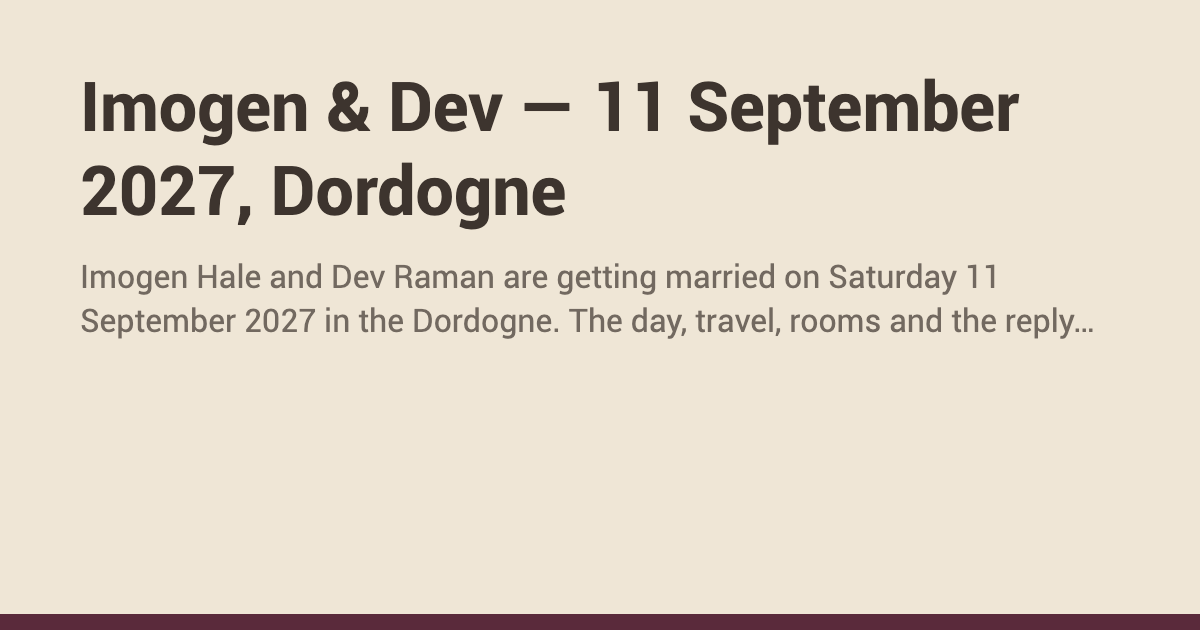 Imogen & Dev — 11 September
2027, Dordogne
Imogen Hale and Dev Raman are getting married on Saturday 11
September 2027 in the Dordogne. The day, travel, rooms and the reply…